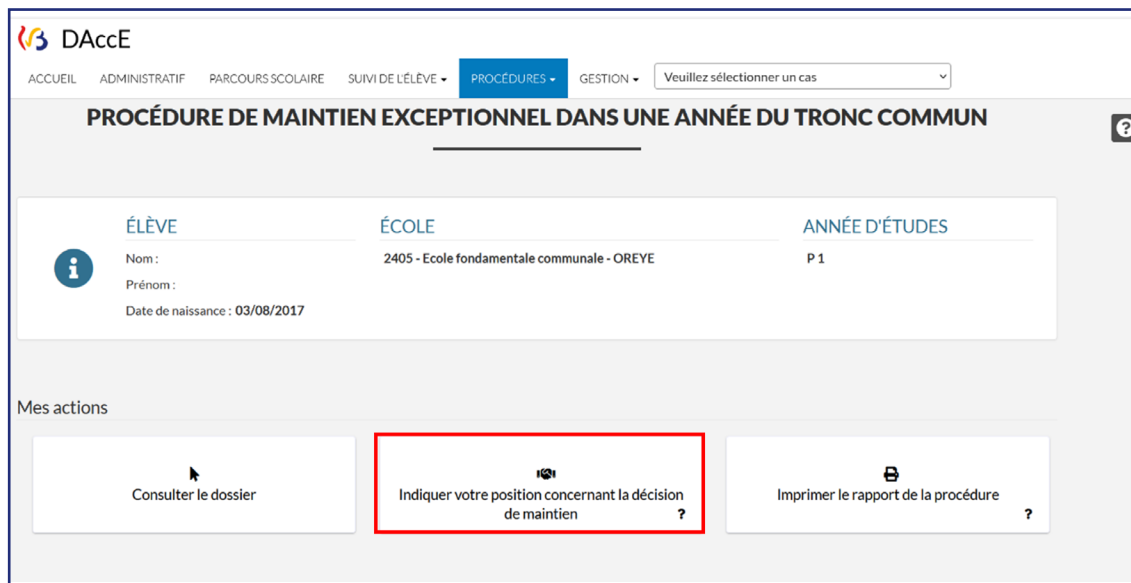 DAccE
ACCUEIL ADMINISTRATIF PARCOURS SCOLAIRE SUIVI DE L'ÉLÈVE PROCÉDURES GESTION Veuillez sélectionner un cas
PROCÉDURE DE MAINTIEN EXCEPTIONNEL DANS UNE ANNÉE DU TRONC COMMUN
?
ÉLÈVE ÉCOLE ANNÉE D'ÉTUDES
Nom : 2405 - Ecole fondamentale communale - OREYE P 1
Prénom :
Date de naissance : 03/08/2017
Mes actions
Consulter le dossier
Indiquer votre position concernant la décision
de maintien ?
Imprimer le rapport de la procédure
?